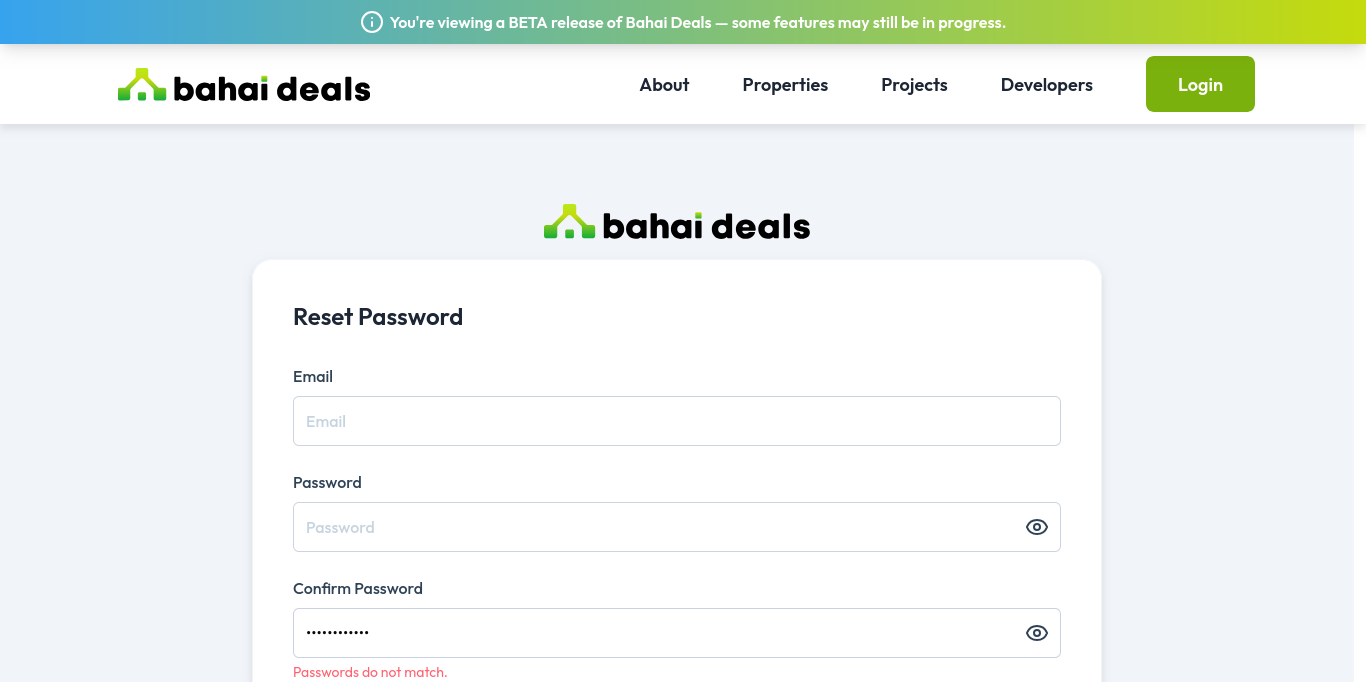 You're viewing a BETA release of Bahai Deals — some features may still be in progress.
bahai deals
About
Properties
Projects
Developers
Login
bahai deals
Reset Password
Email
Email
Password
Password
Confirm Password
••••••••••••
Passwords do not match.